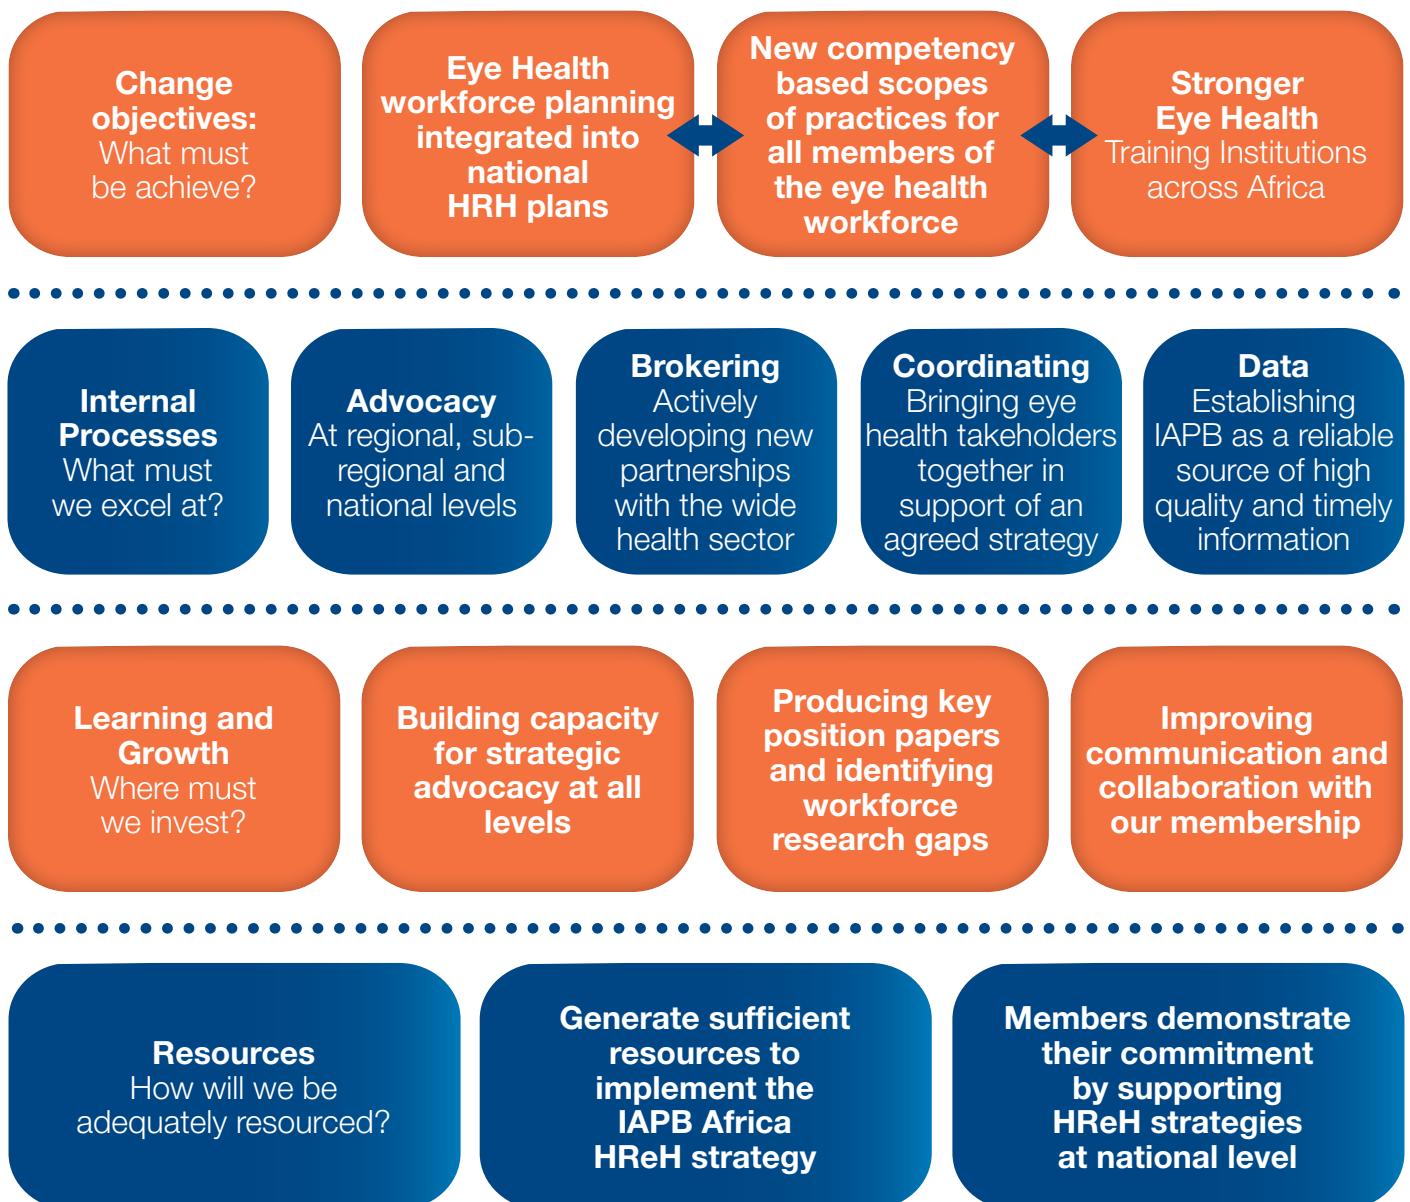 Change
objectives:
What must
be achieve?
Eye Health
workforce planning
integrated into
national
HRH plans
New competency
based scopes
of practices for
all members of
the eye health
workforce
Stronger
Eye Health
Training Institutions
across Africa
Internal
Processes
What must
we excel at?
Advocacy
At regional, sub-
regional and
national levels
Brokering
Actively
developing new
partnerships
with the wide
health sector
Coordinating
Bringing eye
health takeholders
together in
support of an
agreed strategy
Data
Establishing
IAPB as a reliable
source of high
quality and timely
information
Learning and
Growth
Where must
we invest?
Building capacity
for strategic
advocacy at all
levels
Producing key
position papers
and identifying
workforce
research gaps
Improving
communication and
collaboration with
our membership
Resources
How will we be
adequately resourced?
Generate sufficient
resources to
implement the
IAPB Africa
HReH strategy
Members demonstrate
their commitment
by supporting
HReH strategies
at national level